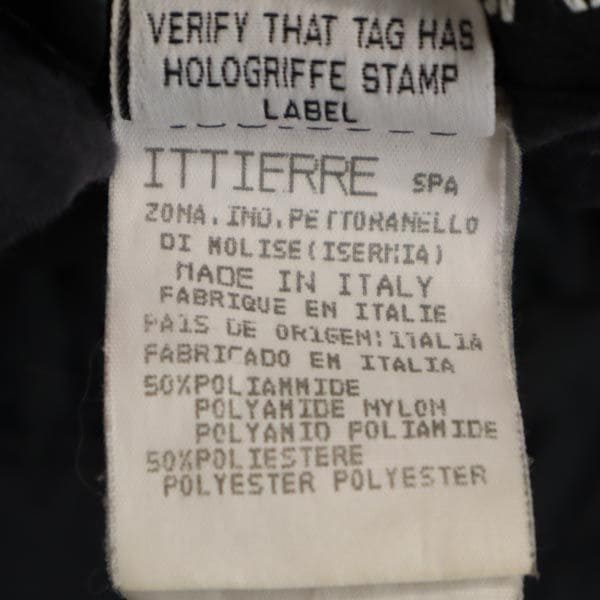 VERIFY THAT TAG HAS
HOLOGRIFFE STAMP
LABEL
ITTIERRE SPA
ZONA.IND.PETTORANELLO
DI MOLISE(ISERNIA)
MADE IN ITALY
FABRIQUE EN ITALIE
PAIS DE ORIGEN:ITALIA
FABRICADO EN ITALIA
50%POLIAMMIDE
POLYAMIDE NYLON
POLYAMID POLIAMIDE
50%POLIESTERE
POLYESTER POLYESTER